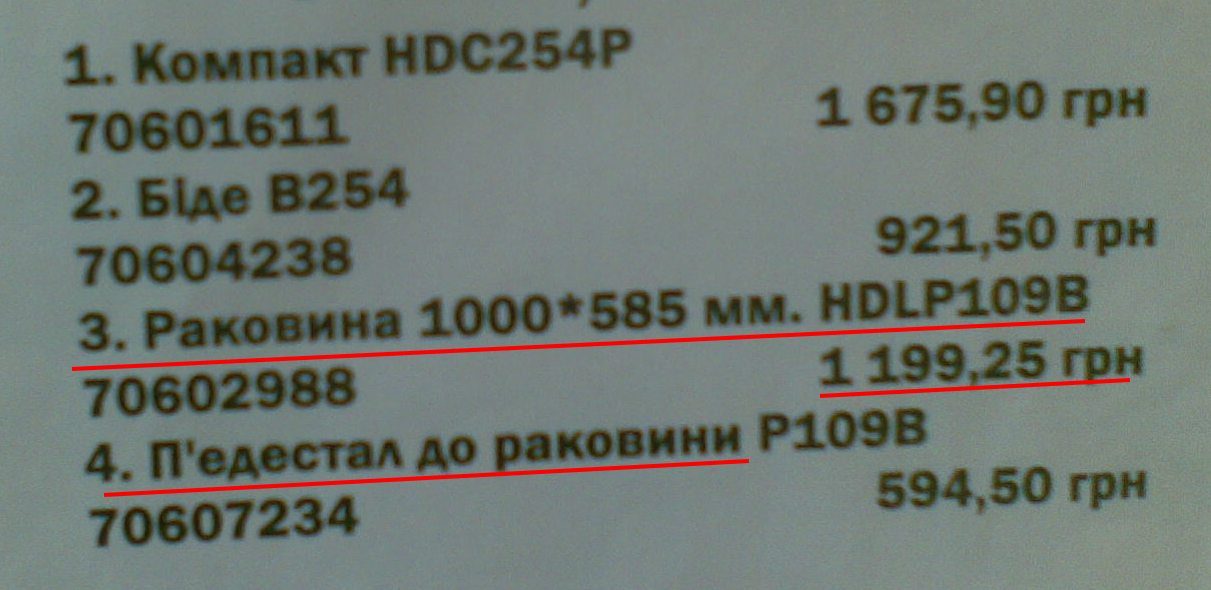 1. Компакт HDC254P
70601611 1 675,90 грн
2. Біде B254
70604238 921,50 грн
3. Раковина 1000*585 мм. HDLP109B
70602988 1 199,25 грн
4. П'едестал до раковини P109B
70607234 594,50 грн